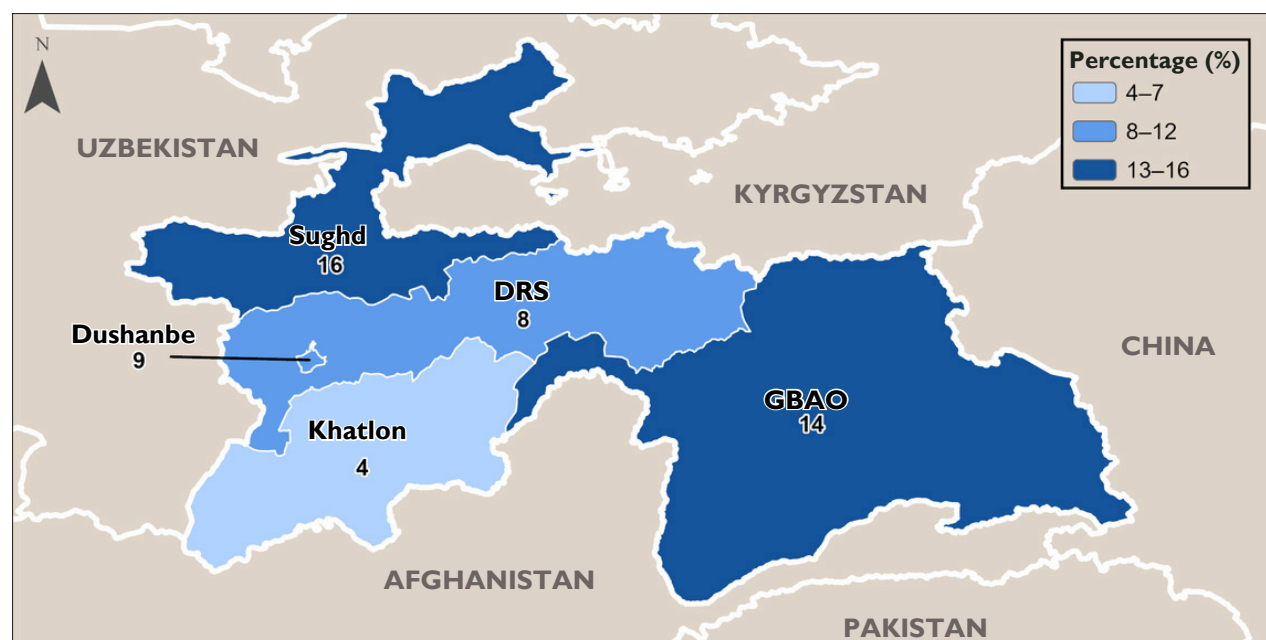 N
Percentage (%)
4–7
8–12
13–16
UZBEKISTAN
KYRGYZSTAN
Sughd
16
DRS
8
Dushanbe
9
CHINA
GBAO
14
Khatlon
4
AFGHANISTAN
PAKISTAN